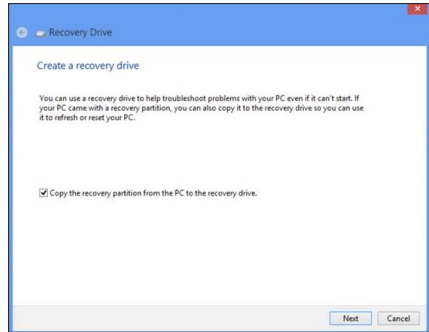 Recovery Drive
Create a recovery drive
You can use a recovery drive to help troubleshoot problems with your PC even if it can't start. If
your PC came with a recovery partition, you can also copy it to the recovery drive so you can use
it to refresh or reset your PC.
Copy the recovery partition from the PC to the recovery drive.
Next Cancel